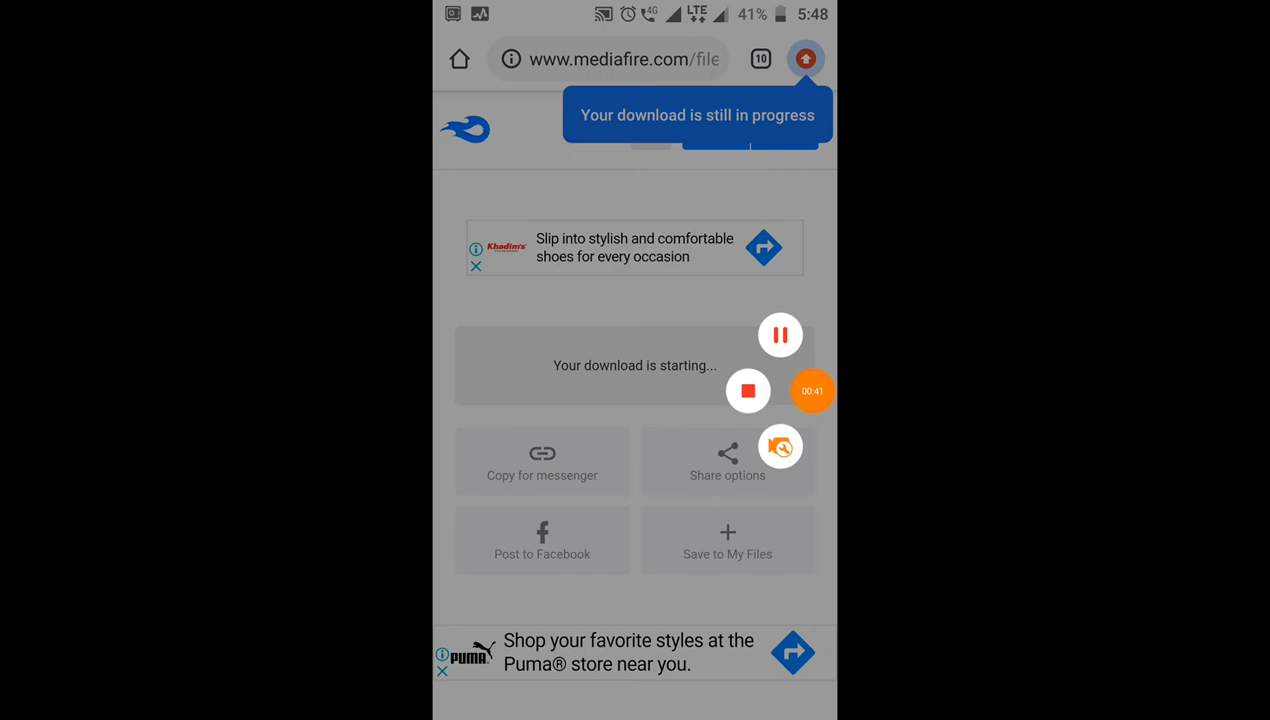 4G LTE 41% 5:48
www.mediafire.com/file 10
Your download is still in progress
Khadim's
Slip into stylish and comfortable
shoes for every occasion
Your download is starting...
00:41
Copy for messenger
Share options
Post to Facebook
Save to My Files
PUMA
Shop your favorite styles at the
Puma® store near you.